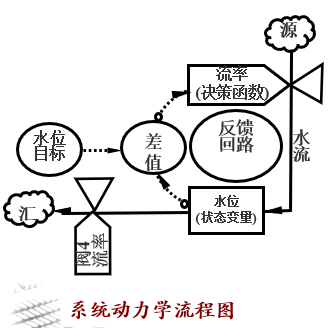 源
流率
(决策函数)
水位
目标
差
值
反馈
回路
水
流
汇
水位
(状态变量)
阀4
流率
系统动力学流程图